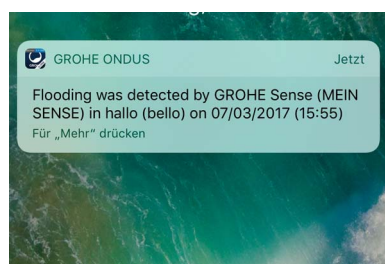 GROHE ONDUS
Jetzt
Flooding was detected by GROHE Sense (MEIN
SENSE) in hallo (bello) on 07/03/2017 (15:55)
Für „Mehr“ drücken